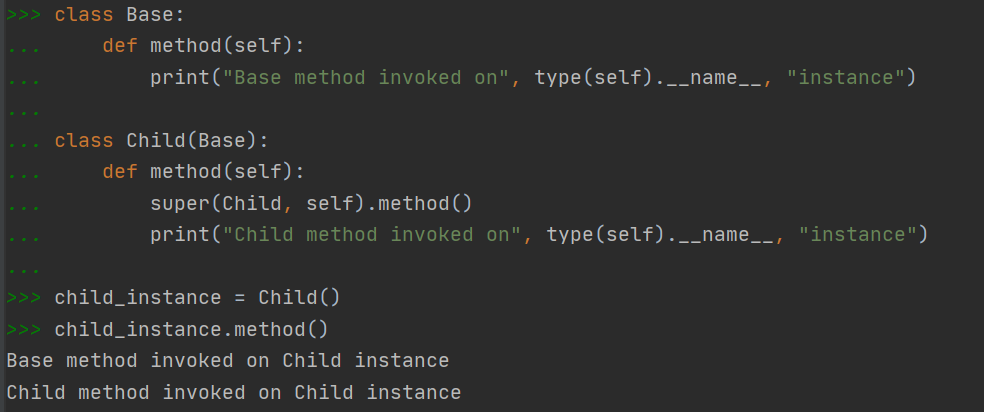 >>> class Base:
...     def method(self):
...         print("Base method invoked on", type(self).__name__, "instance")
...
... class Child(Base):
...     def method(self):
...         super(Child, self).method()
...         print("Child method invoked on", type(self).__name__, "instance")
...
>>> child_instance = Child()
>>> child_instance.method()
Base method invoked on Child instance
Child method invoked on Child instance